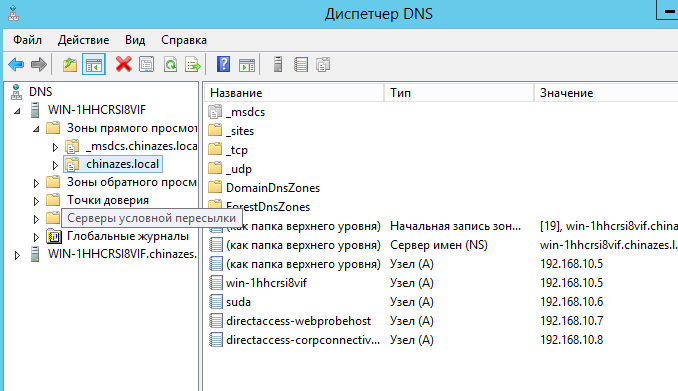 Диспетчер DNS
Файл Действие Вид Справка
DNS
WIN-1HHCRSI8VIF
Зоны прямого просмот
_msdcs.chinazes.loca
chinazes.local
Зоны обратного просм
Точки доверия
Серверы условной пересылки
Глобальные журналы
WIN-1HHCRSI8VIF.chinazes.
Название Тип Значение
_msdcs
_sites
_tcp
_udp
DomainDnsZones
ForestDnsZones
(как папка верхнего уровня) Начальная запись зон... [19], win-1hhcrsi8vif.chinaz
(как папка верхнего уровня) Сервер имен (NS) win-1hhcrsi8vif.chinazes.l
(как папка верхнего уровня) Узел (A) 192.168.10.5
win-1hhcrsi8vif Узел (A) 192.168.10.5
suda Узел (A) 192.168.10.6
directaccess-webprobehost Узел (A) 192.168.10.7
directaccess-corpconnectiv... Узел (A) 192.168.10.8